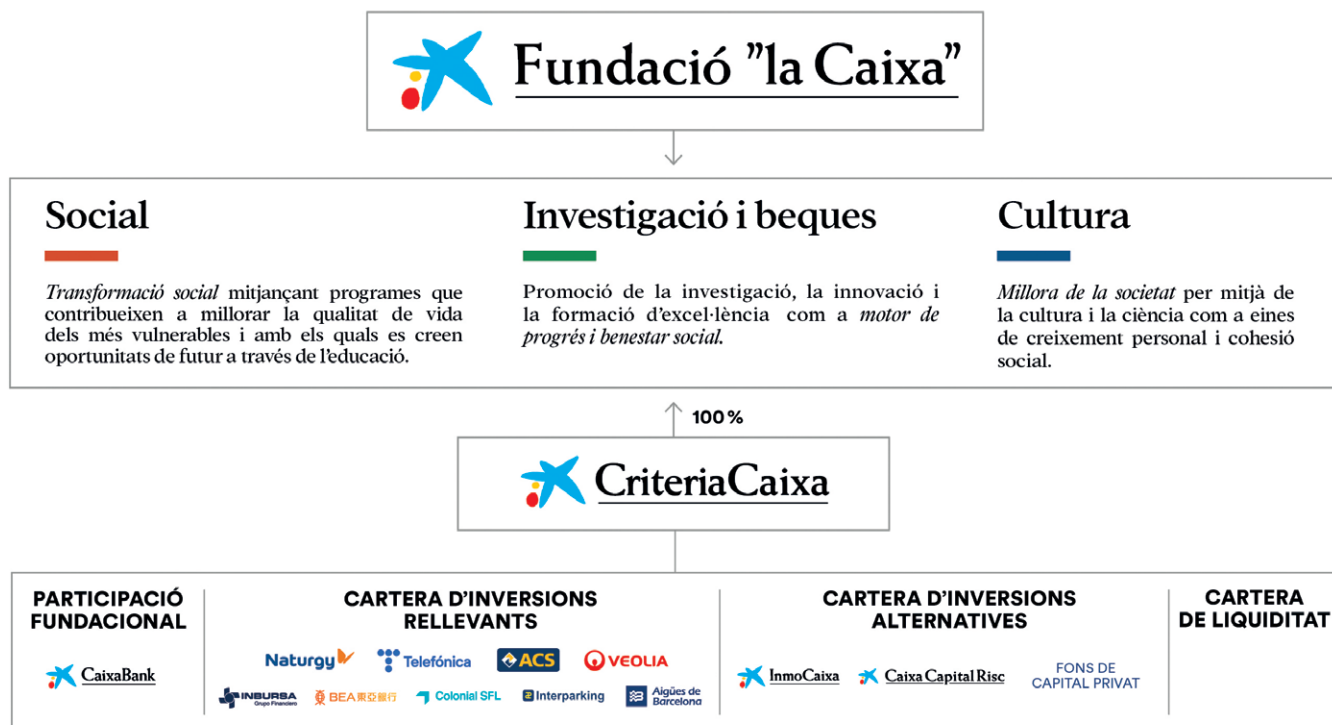 Fundació "la Caixa"
Social
Transformació social mitjançant programes que
contribueixen a millorar la qualitat de vida
dels més vulnerables i amb els quals es creen
oportunitats de futur a través de l'educació.
Investigació i beques
Promoció de la investigació, la innovació i
la formació d'excel·lència com a motor de
progrés i benestar social.
Cultura
Millora de la societat per mitjà de
la cultura i la ciència com a eines
de creixement personal i cohesió
social.
100 %
CriteriaCaixa
PARTICIPACIÓ
FUNDACIONAL
CaixaBank
CARTERA D'INVERSIONS
RELLEVANTS
Naturgy
Telefónica
ACS
VEOLIA
INBURSA
Grupo Financiero
BEA東亞銀行
Colonial SFL
Interparking
Aigües de
Barcelona
CARTERA D'INVERSIONS
ALTERNATIVES
InmoCaixa
Caixa Capital Risc
FONS DE
CAPITAL PRIVAT
CARTERA
DE LIQUIDITAT